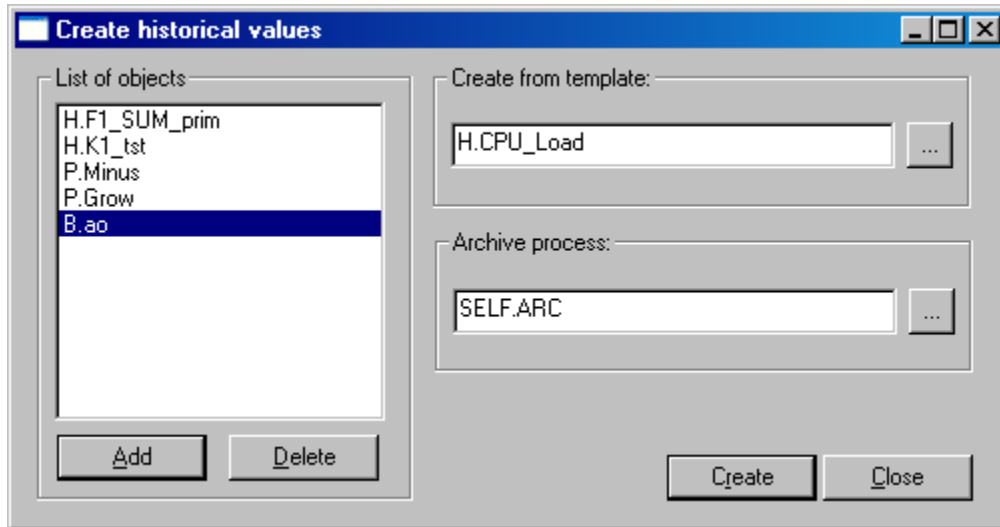 Create historical values
List of objects
H.F1_SUM_prim
H.K1_tst
P.Minus
P.Grow
B.ao
Add
Delete
Create from template:
H.CPU_Load
...
Archive process:
SELF.ARC
...
Create
Close